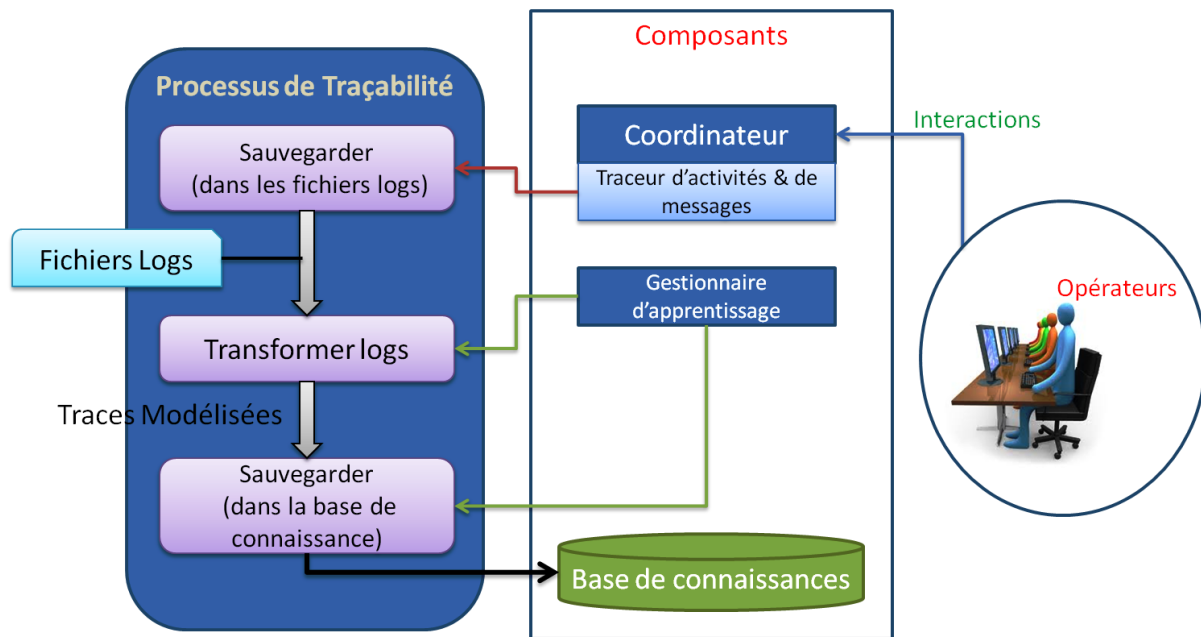 Composants
Processus de Traçabilité
Sauvegarder
(dans les fichiers logs)
Fichiers Logs
Transformer logs
Traces Modélisées
Sauvegarder
(dans la base de
connaissance)
Coordinateur
Traceur d’activités & de
messages
Gestionnaire
d’apprentissage
Base de connaissances
Interactions
Opérateurs